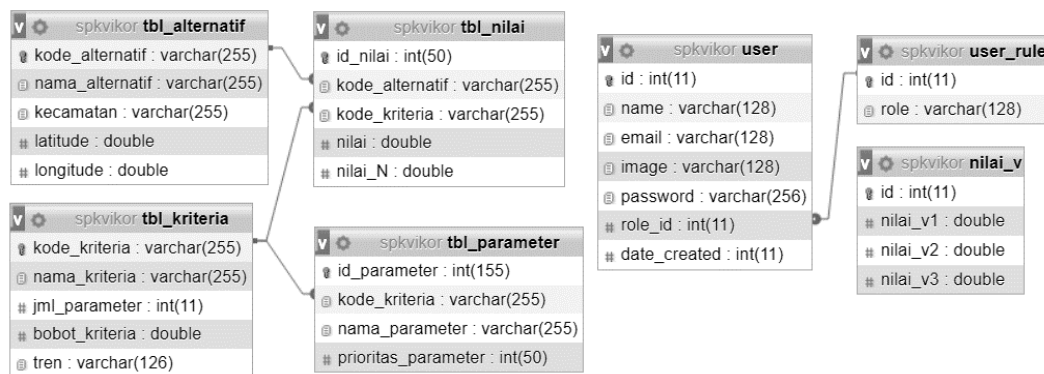 spkvikor tbl_alternatif
kode_alternatif : varchar(255)
nama_alternatif : varchar(255)
kecamatan : varchar(255)
latitude : double
longitude : double
spkvikor tbl_nilai
id_nilai : int(50)
kode_alternatif : varchar(255)
kode_kriteria : varchar(255)
nilai : double
nilai_N : double
spkvikor tbl_kriteria
kode_kriteria : varchar(255)
nama_kriteria : varchar(255)
jml_parameter : int(11)
bobot_kriteria : double
tren : varchar(126)
spkvikor tbl_parameter
id_parameter : int(155)
kode_kriteria : varchar(255)
nama_parameter : varchar(255)
prioritas_parameter : int(50)
spkvikor user
id : int(11)
name : varchar(128)
email : varchar(128)
image : varchar(128)
password : varchar(256)
role_id : int(11)
date_created : int(11)
spkvikor user_rule
id : int(11)
role : varchar(128)
spkvikor nilai_v
id : int(11)
nilai_v1 : double
nilai_v2 : double
nilai_v3 : double